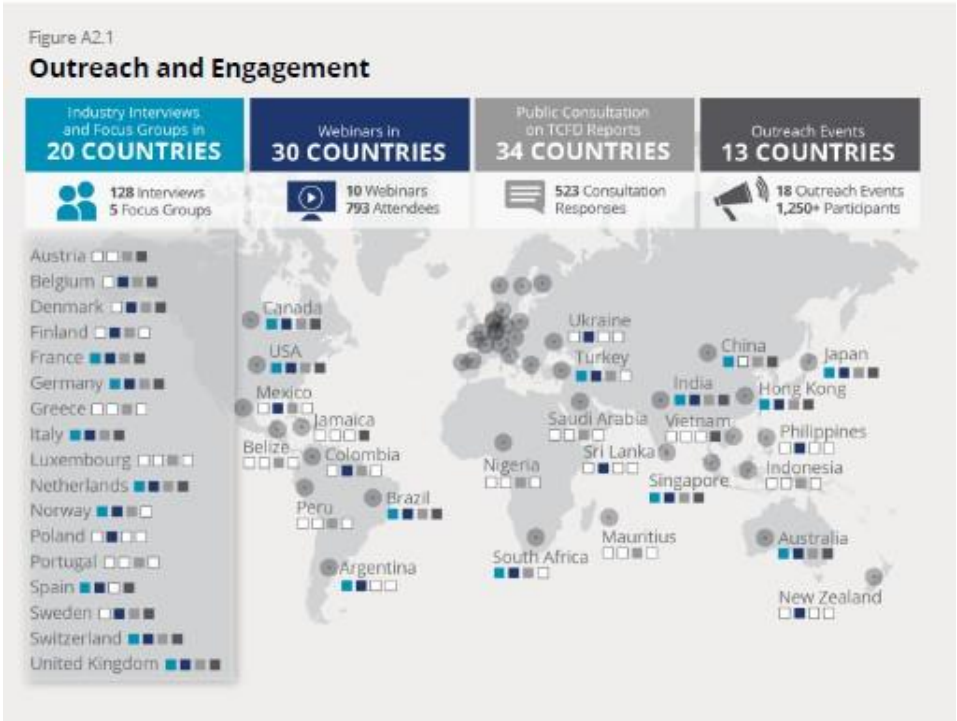 Figure A2.1
Outreach and Engagement
Industry Interviews
and Focus Groups in
20 COUNTRIES
128 Interviews
5 Focus Groups
Webinars in
30 COUNTRIES
10 Webinars
793 Attendees
Public Consultation
on TCFD Reports
34 COUNTRIES
523 Consultation
Responses
Outreach Events
13 COUNTRIES
18 Outreach Events
1,250+ Participants
Austria
Belgium
Denmark
Finland
France
Germany
Greece
Italy
Luxembourg
Netherlands
Norway
Poland
Portugal
Spain
Sweden
Switzerland
United Kingdom
Canada
USA
Mexico
Jamaica
Belize
Colombia
Peru
Brazil
Argentina
Ukraine
Turkey
Saudi Arabia
Nigeria
Sri Lanka
South Africa
Mauritius
China
Japan
India
Hong Kong
Vietnam
Philippines
Singapore
Indonesia
Australia
New Zealand